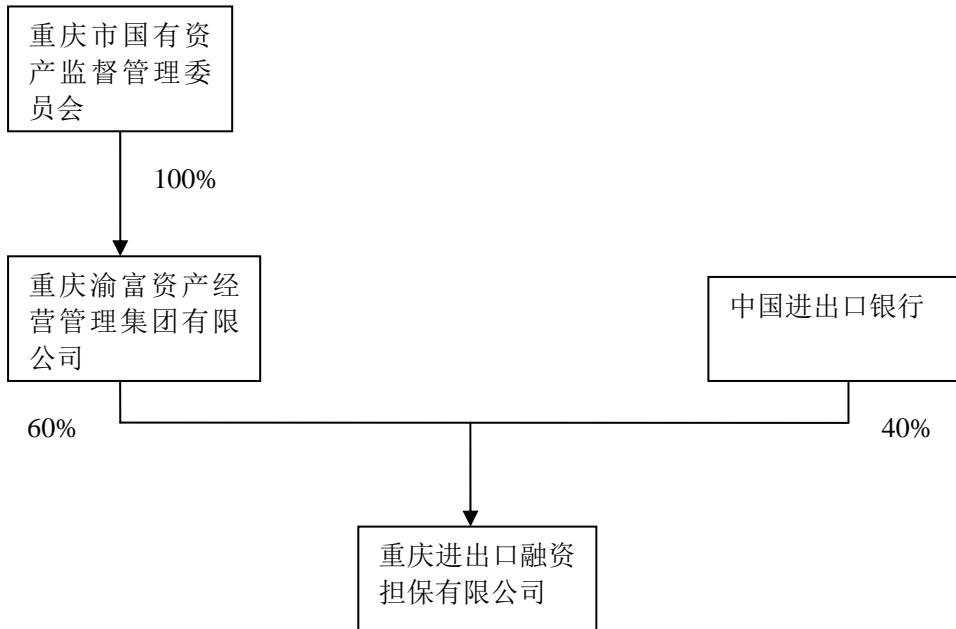 重庆市国有资
产监督管理委
员会
100%
重庆渝富资产经
营管理集团有限
公司
中国进出口银行
60%
40%
重庆进出口融资
担保有限公司